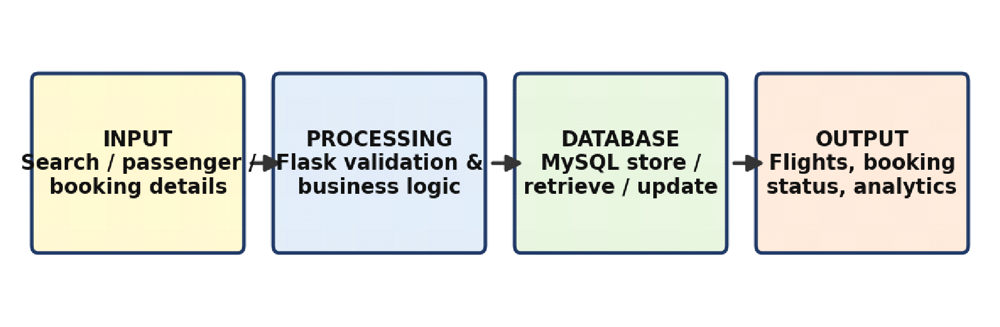 INPUT
Search / passenger /
booking details
PROCESSING
Flask validation &
business logic
DATABASE
MySQL store /
retrieve / update
OUTPUT
Flights, booking
status, analytics